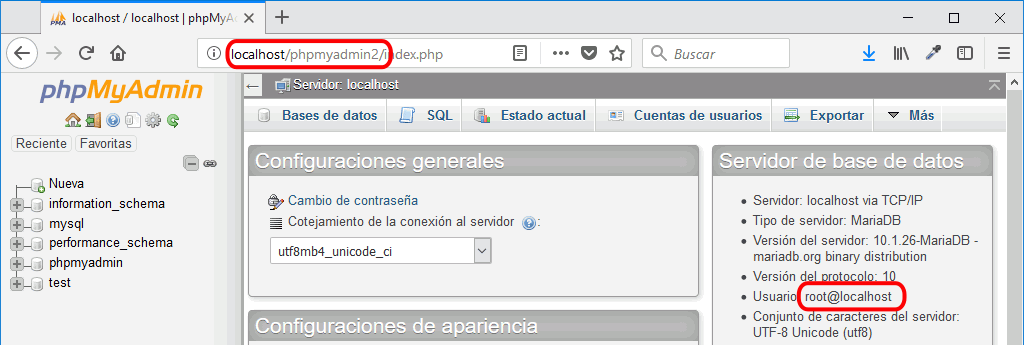 localhost / localhost | phpMyAd
PMA
localhost/phpmyadmin2/index.php
Buscar
phpMyAdmin
Reciente
Favoritas
Nueva
information_schema
mysql
performance_schema
phpmyadmin
test
Servidor: localhost
Bases de datos
SQL
Estado actual
Cuentas de usuarios
Exportar
Más
Configuraciones generales
Cambio de contraseña
Cotejamiento de la conexión al servidor
:
utf8mb4_unicode_ci
Configuraciones de apariencia
Servidor de base de datos
Servidor: localhost via TCP/IP
Tipo de servidor: MariaDB
Versión del servidor: 10.1.26-MariaDB -
mariadb.org binary distribution
Versión del protocolo: 10
Usuario: root@localhost
Conjunto de caracteres del servidor:
UTF-8 Unicode (utf8)